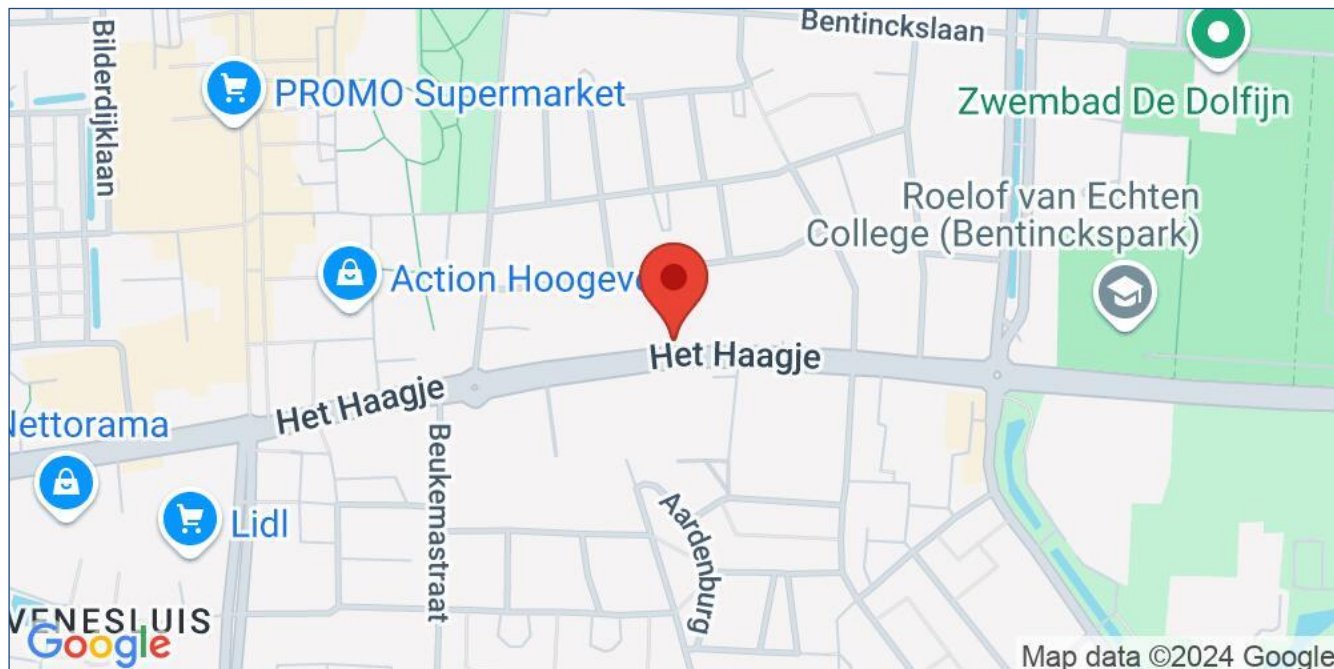 Bentinckslaan
Bilderdijklaan
PROMO Supermarket
Zwembad De Dolfijn
Roelof van Echten
College (Bentinckspark)
Action Hoogeve
Het Haagje
Het Haagje
Nettorama
Beukemastraat
Lidl
Aardenburg
VENESLUIS
Google
Map data ©2024 Google